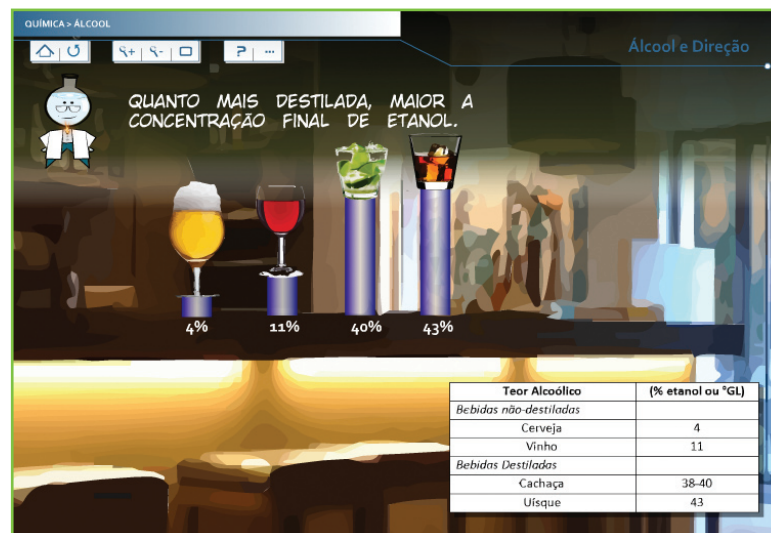 QUÍMICA > ÁLCOOL
Álcool e Direção
? ...
QUANTO MAIS DESTILADA, MAIOR A
CONCENTRAÇÃO FINAL DE ETANOL.
4% 11% 40% 43%
Teor Alcoólico (% etanol ou °GL)
Bebidas não-destiladas
Cerveja 4
Vinho 11
Bebidas Destiladas
Cachaça 38-40
Uísque 43